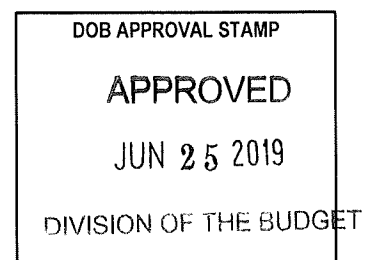 DOB APPROVAL STAMP
APPROVED
JUN 25 2019
DIVISION OF THE BUDGET